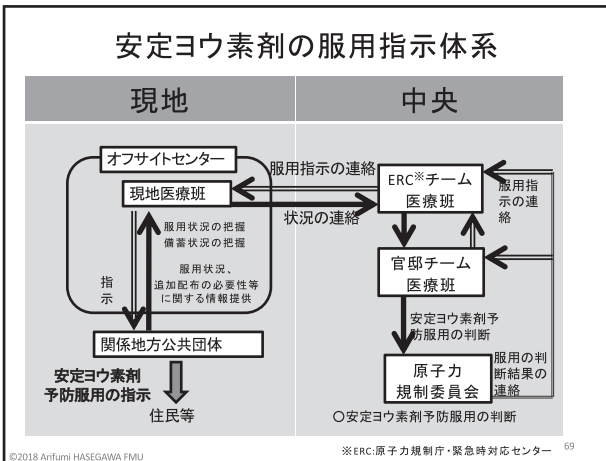 安定ヨウ素剤の服用指示体系
現地
中央
オフサイトセンター
現地医療班
服用指示の連絡
状況の連絡
ERC※チーム
医療班
服用指
示の連
絡
服用状況の把握
備蓄状況の把握
服用状況、
追加配布の必要性等
に関する情報提供
指
示
官邸チーム
医療班
関係地方公共団体
安定ヨウ素剤予
防服用の判断
安定ヨウ素剤
予防服用の指示
住民等
原子力
規制委員会
服用の判
断結果の
連絡
〇安定ヨウ素剤予防服用の判断
※ERC:原子力規制庁・緊急時対応センター
69
©2018 Arifumi HASEGAWA FMU